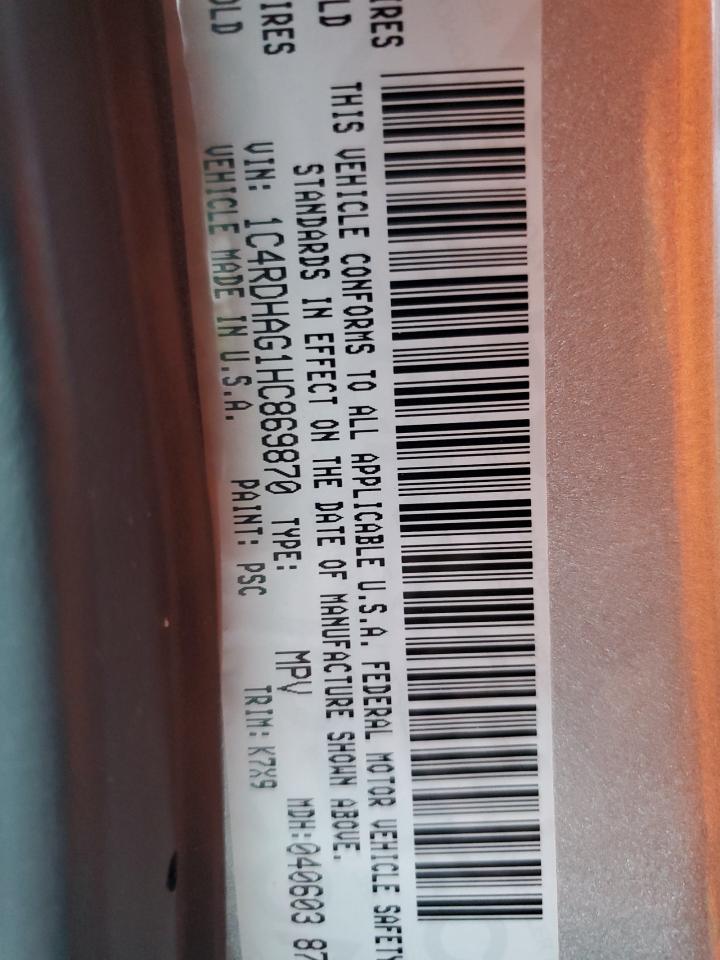 IRES
LD
THIS VEHICLE CONFORMS TO ALL APPLICABLE U.S.A. FEDERAL MOTOR VEHICLE SAFETY
STANDARDS IN EFFECT ON THE DATE OF MANUFACTURE SHOWN ABOVE.
VIN: 1C4RDHAG1HC869870 TYPE: MPV MDH:040603 87
VEHICLE MADE IN U.S.A. PAINT: PSC TRIM: K7X9
IRES
OLD